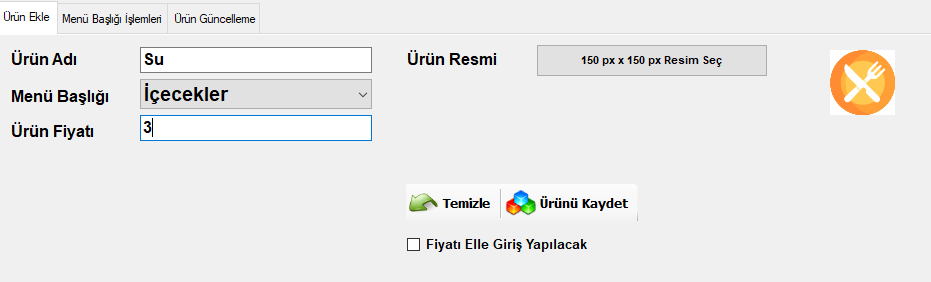 Ürün Ekle
Menü Başlığı İşlemleri
Ürün Güncelleme
Ürün Adı
Su
Ürün Resmi
150 px x 150 px Resim Seç
Menü Başlığı
İçecekler
Ürün Fiyatı
3
Temizle
Ürünü Kaydet
Fiyatı Elle Giriş Yapılacak